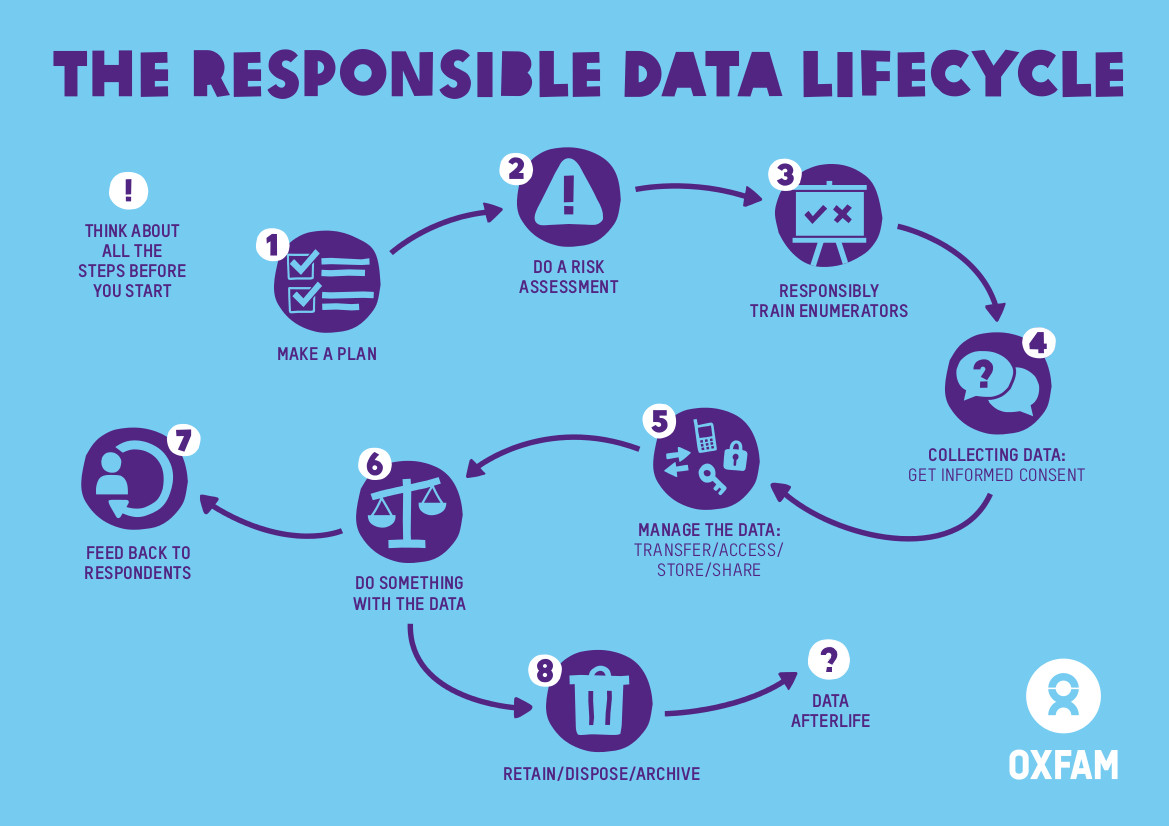 THE RESPONSIBLE DATA LIFECYCLE
!
THINK ABOUT
ALL THE
STEPS BEFORE
YOU START
1
MAKE A PLAN
2
!
DO A RISK
ASSESSMENT
3
RESPONSIBLY
TRAIN ENUMERATORS
4
?
COLLECTING DATA:
GET INFORMED CONSENT
5
MANAGE THE DATA:
TRANSFER/ACCESS/
STORE/SHARE
6
DO SOMETHING
WITH THE DATA
7
FEED BACK TO
RESPONDENTS
8
RETAIN/DISPOSE/ARCHIVE
?
DATA
AFTERLIFE
OXFAM